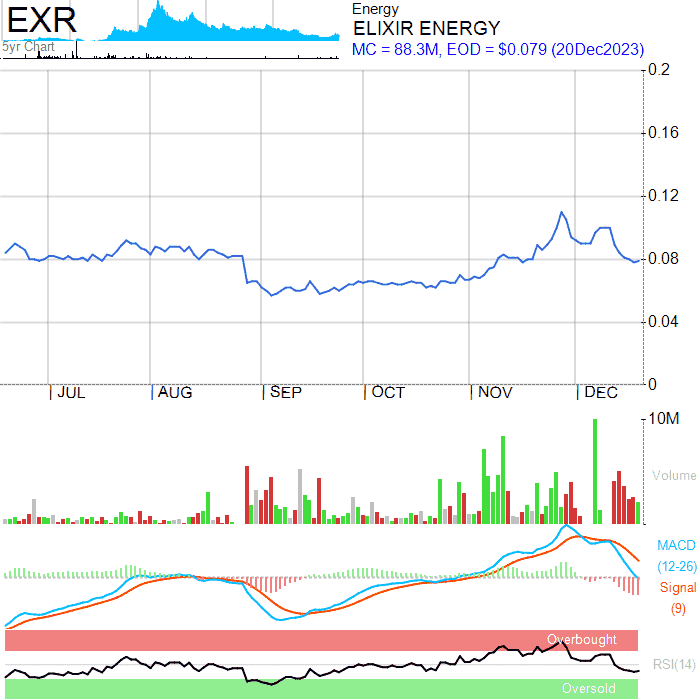 EXR
5yr Chart
Energy
ELIXIR ENERGY
MC = 88.3M, EOD = $0.079 (20Dec2023)
0.2
0.16
0.12
0.08
0.04
0
JUL AUG SEP OCT NOV DEC
10M
Volume
MACD
(12-26)
Signal
(9)
Overbought
RSI(14)
Oversold